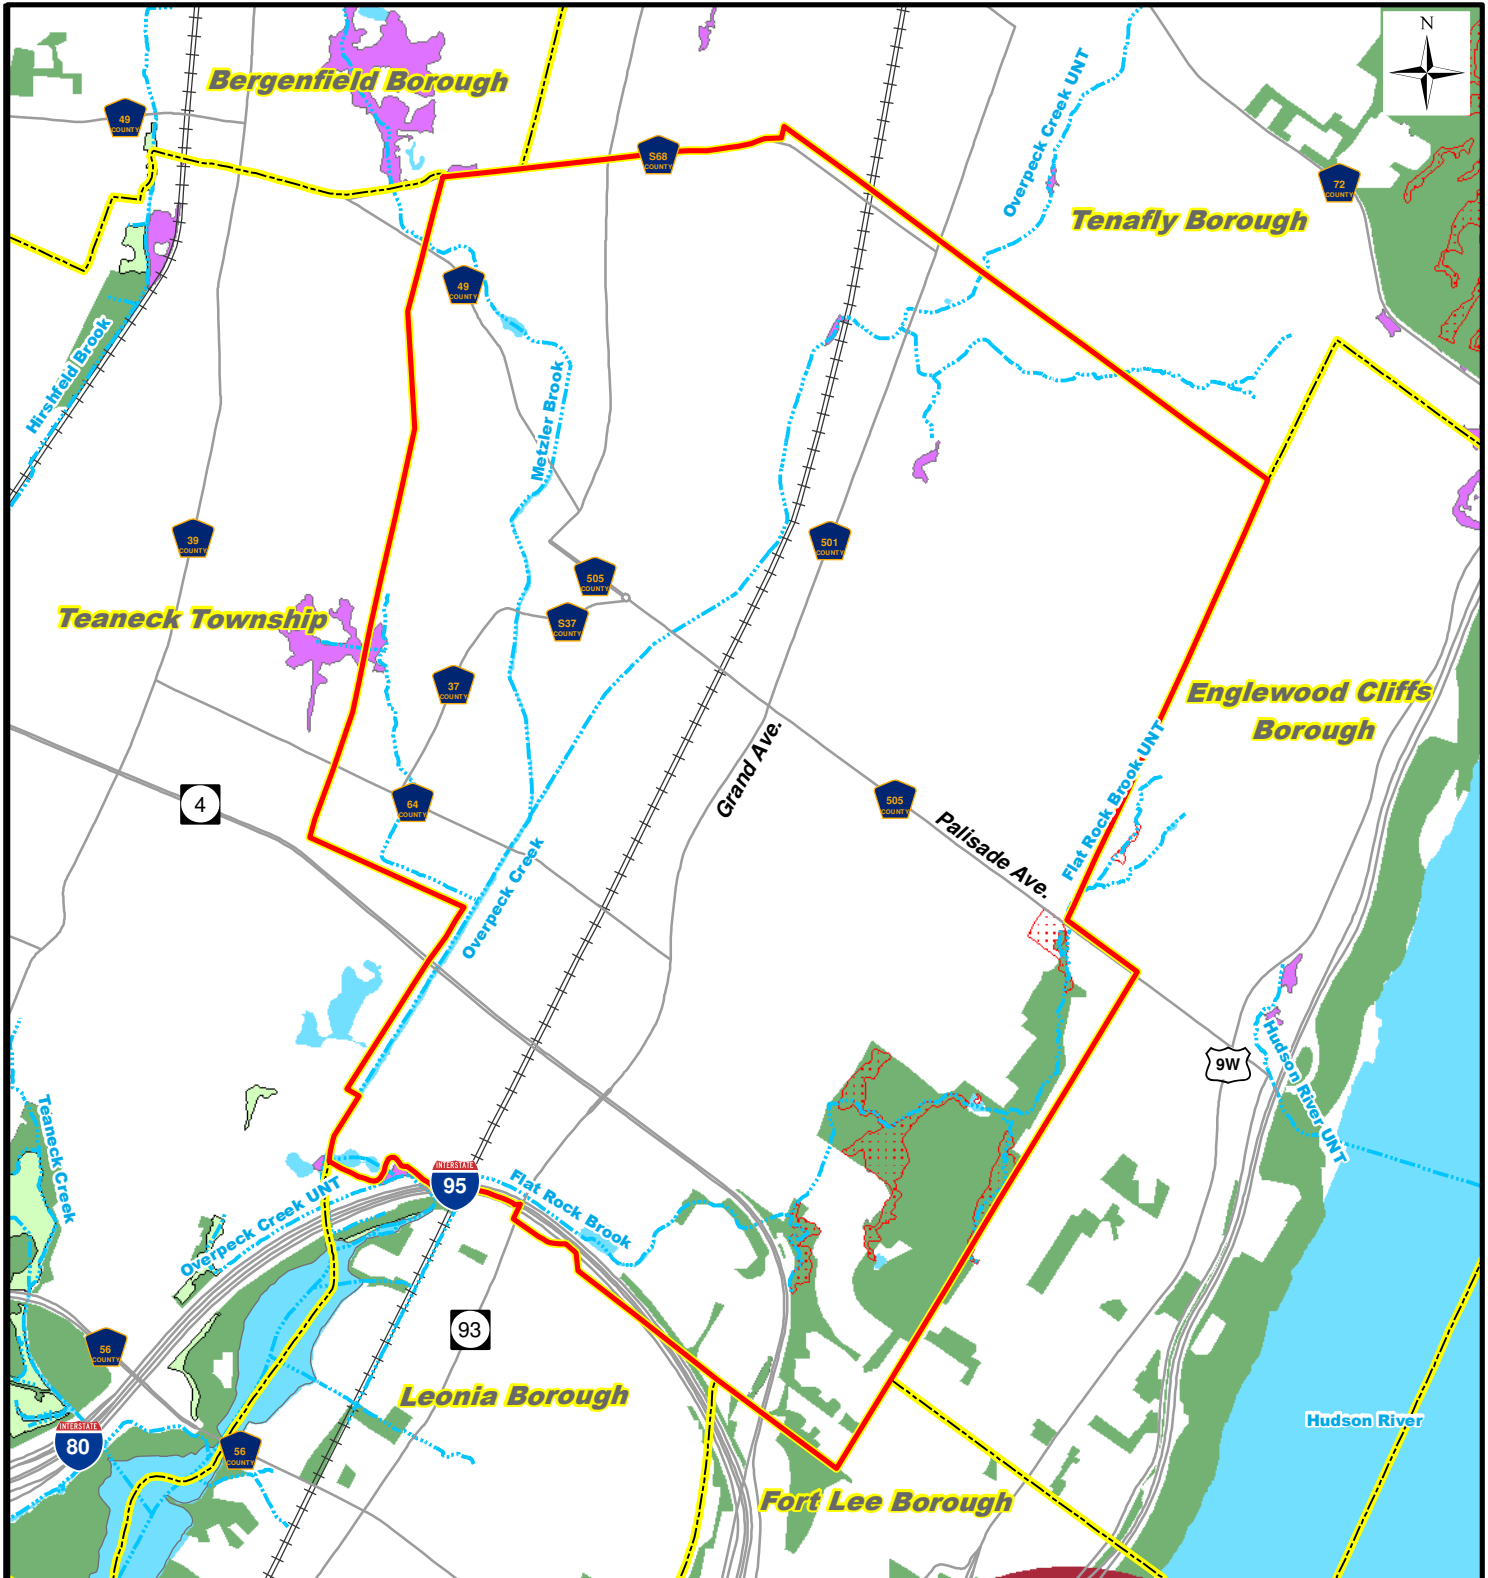 N
Bergenfield Borough
49
COUNTY
S68
COUNTY
Overpeck Creek UNT
72
COUNTY
Tenafly Borough
49
COUNTY
Hirshfeld Brook
Metzler Brook
39
COUNTY
501
COUNTY
505
COUNTY
S37
COUNTY
Teaneck Township
37
COUNTY
Englewood Cliffs
Borough
Grand Ave.
Flat Rock Brook UNT
4
64
COUNTY
505
COUNTY
Palisade Ave.
Overpeck Creek
9W
Hudson River UNT
Teaneck Creek
INTERSTATE
95
Overpeck Creek UNT
Flat Rock Brook
93
56
COUNTY
Leonia Borough
INTERSTATE
80
56
COUNTY
Hudson River
Fort Lee Borough